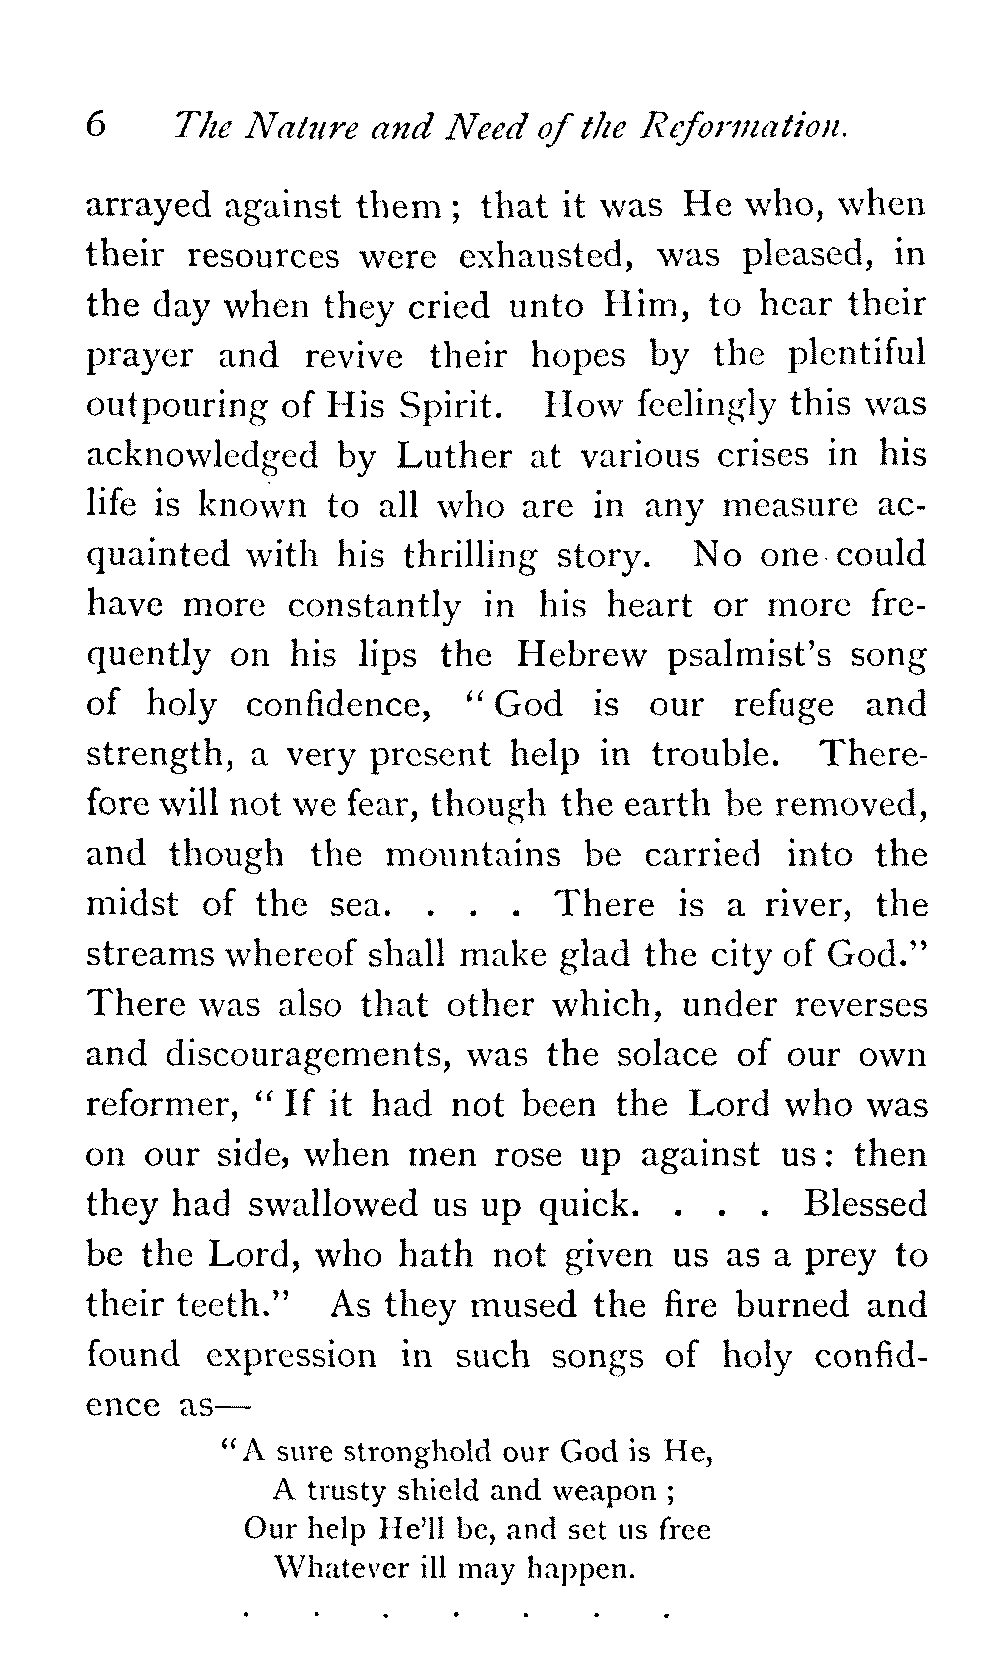 6 The Nature and Need of the Reformation.
arrayed against them ; that it was He who, when
their resources were exhausted, was pleased, in
the day when they cried unto Him, to hear their
prayer and revive their hopes by the plentiful
outpouring of His Spirit. How feelingly this was
acknowledged by Luther at various crises in his
life is known to all who are in any measure ac-
quainted with his thrilling story. No one could
have more constantly in his heart or more fre-
quently on his lips the Hebrew psalmist's song
of holy confidence, " God is our refuge and
strength, a very present help in trouble. There-
fore will not we fear, though the earth be removed,
and though the mountains be carried into the
midst of the sea. . . . There is a river, the
streams whereof shall make glad the city of God."
There was also that other which, under reverses
and discouragements, was the solace of our own
reformer, " If it had not been the Lord who was
on our side, when men rose up against us : then
they had swallowed us up quick. . . . Blessed
be the Lord, who hath not given us as a prey to
their teeth." As they mused the fire burned and
found expression in such songs of holy confid-
ence as—
"A sure stronghold our God is He,
A trusty shield and weapon ;
Our help He'll be, and set us free
Whatever ill may happen.
. . . . . . .